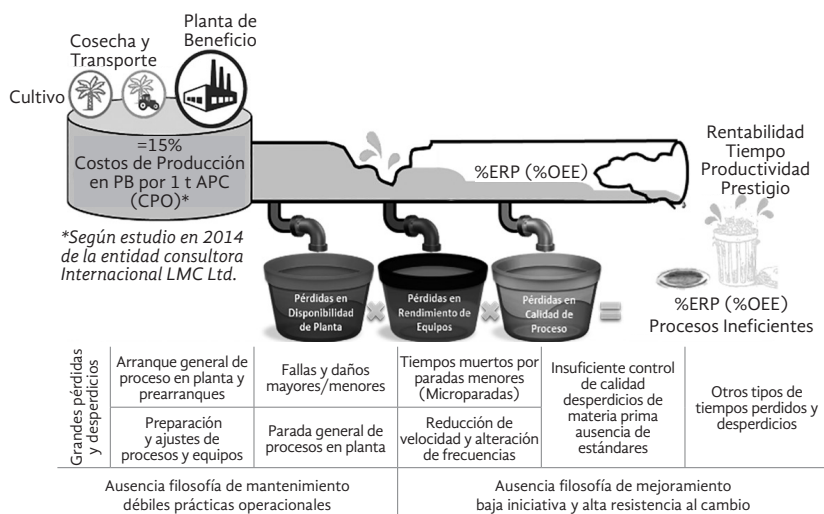 Planta de
Beneficio
Cosecha y
Transporte
Cultivo
=15%
Costos de Producción
en PB por 1 t APC
(CPO)*
*Según estudio en 2014
de la entidad consultora
Internacional LMC Ltd.
%ERP (%OEE)
Rentabilidad
Tiempo
Productividad
Prestigio
Pérdidas en
Disponibilidad
de Planta
×
Pérdidas en
Rendimiento de
Equipos
×
Pérdidas en
Calidad de
Proceso
=
%ERP (%OEE)
Procesos Ineficientes
Grandes pérdidas
y desperdicios
Arranque general de
proceso en planta y
prearranques
Fallas y daños
mayores/menores
Tiempos muertos por
paradas menores
(Microparadas)
Insuficiente control
de calidad
desperdicios de
materia prima
ausencia de
estándares
Otros tipos de
tiempos perdidos y
desperdicios
Preparación
y ajustes de
procesos y equipos
Parada general de
procesos en planta
Reducción de
velocidad y alteración
de frecuencias
Ausencia filosofía de mantenimiento
débiles prácticas operacionales
Ausencia filosofía de mejoramiento
baja iniciativa y alta resistencia al cambio